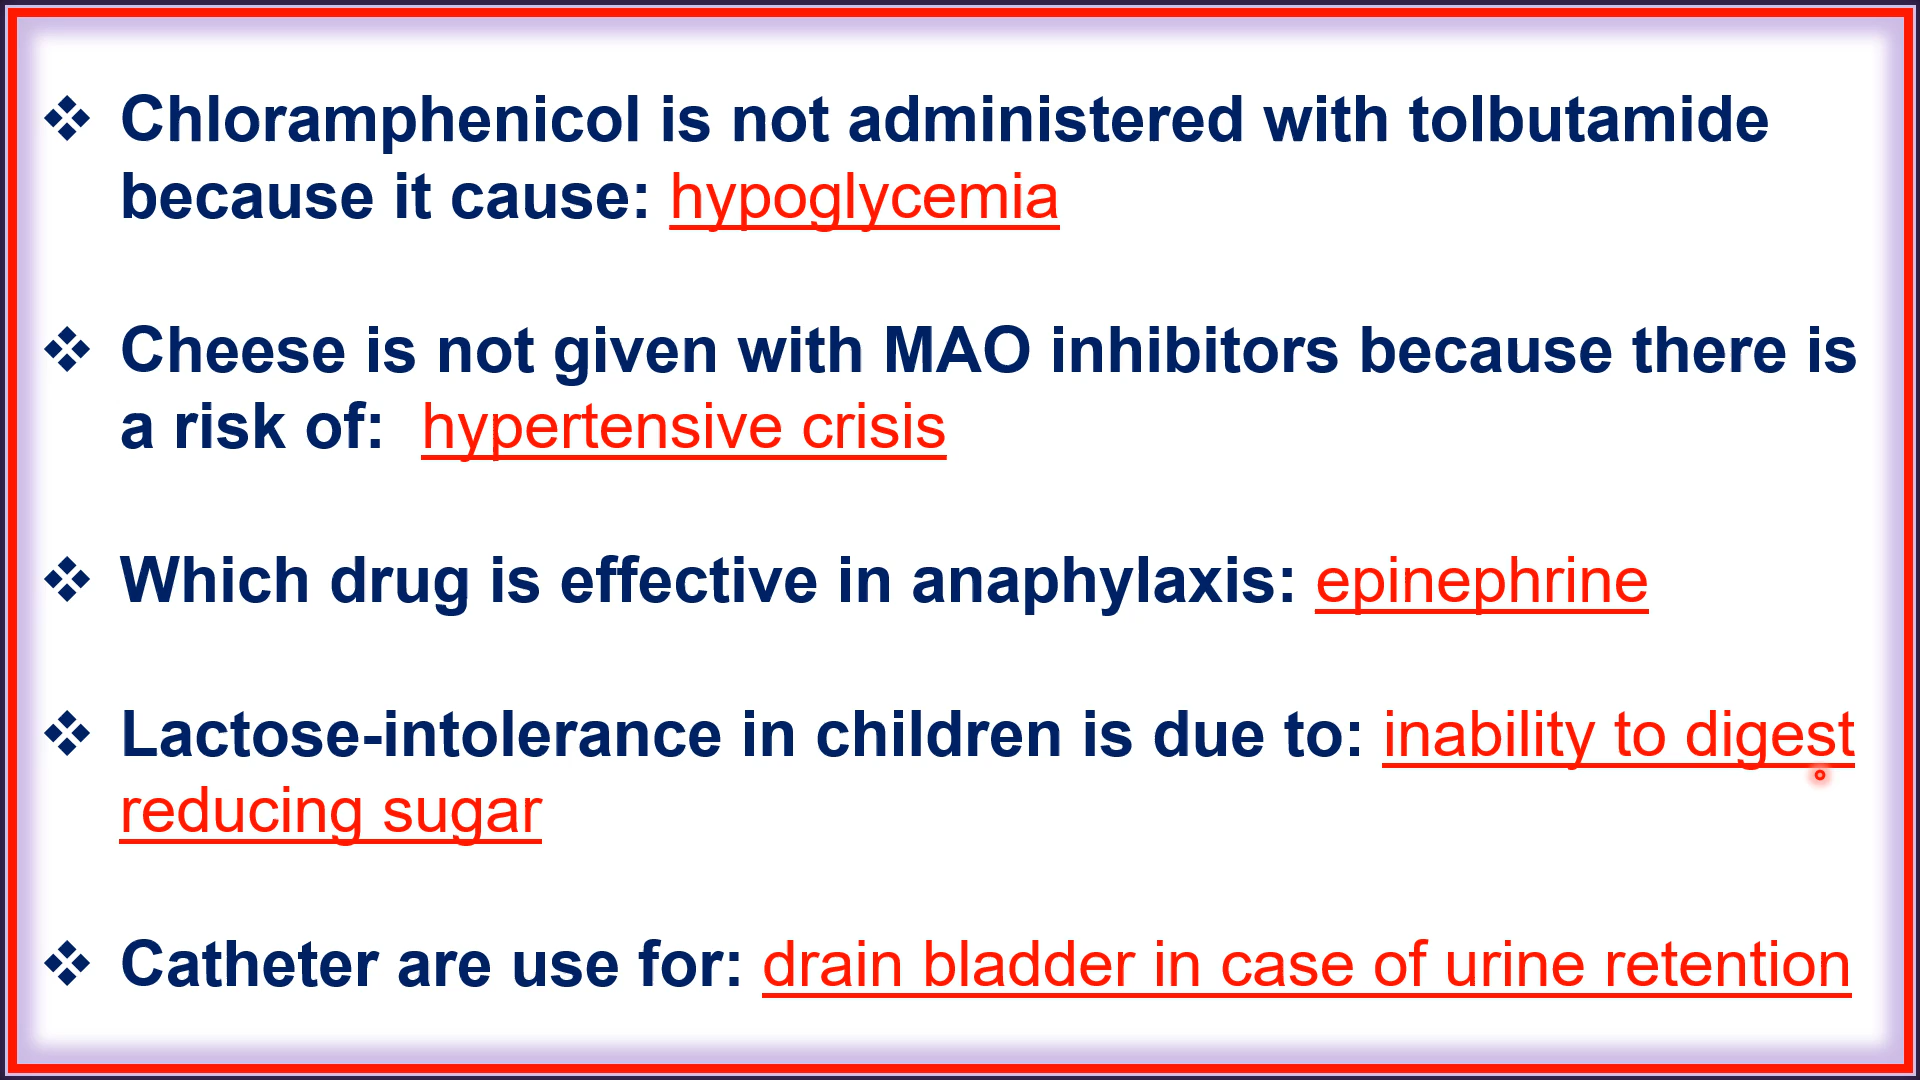 ❖ Chloramphenicol is not administered with tolbutamide
because it cause: hypoglycemia
❖ Cheese is not given with MAO inhibitors because there is
a risk of: hypertensive crisis
❖ Which drug is effective in anaphylaxis: epinephrine
❖ Lactose-intolerance in children is due to: inability to digest
reducing sugar
❖ Catheter are use for: drain bladder in case of urine retention